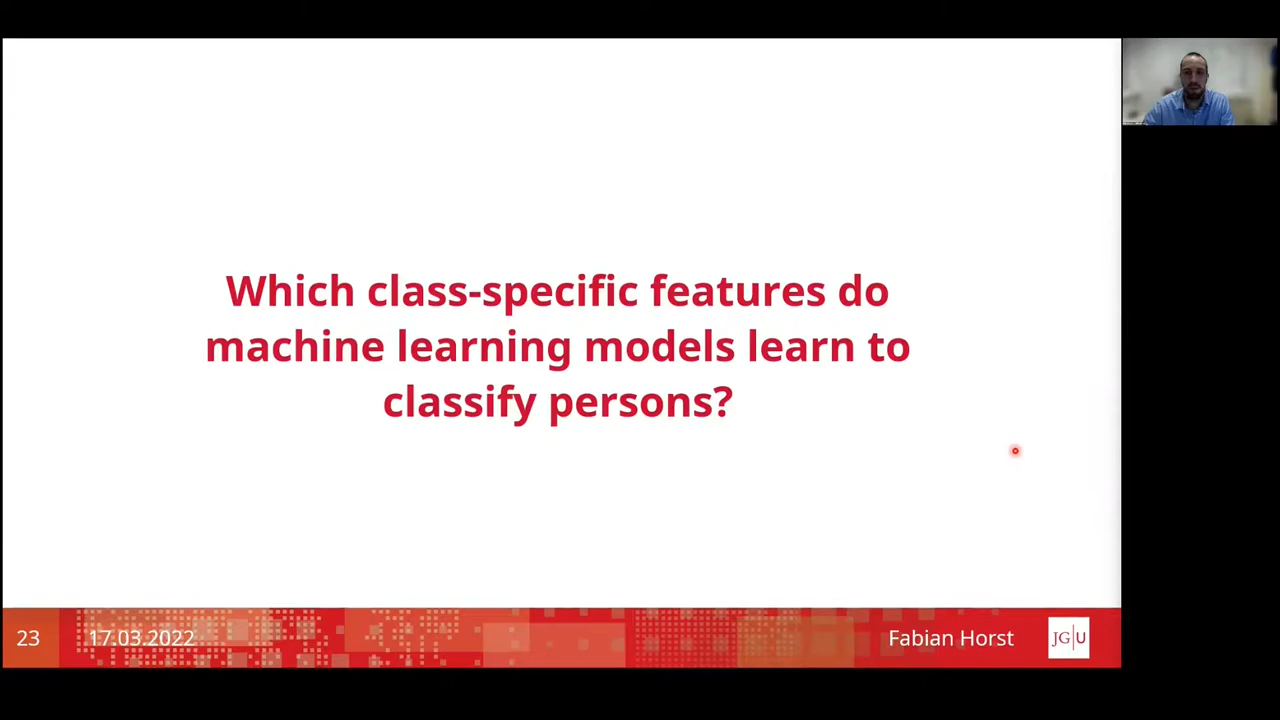 Which class-specific features do
machine learning models learn to
classify persons?
23
17.03.2022
Fabian Horst
JG|U